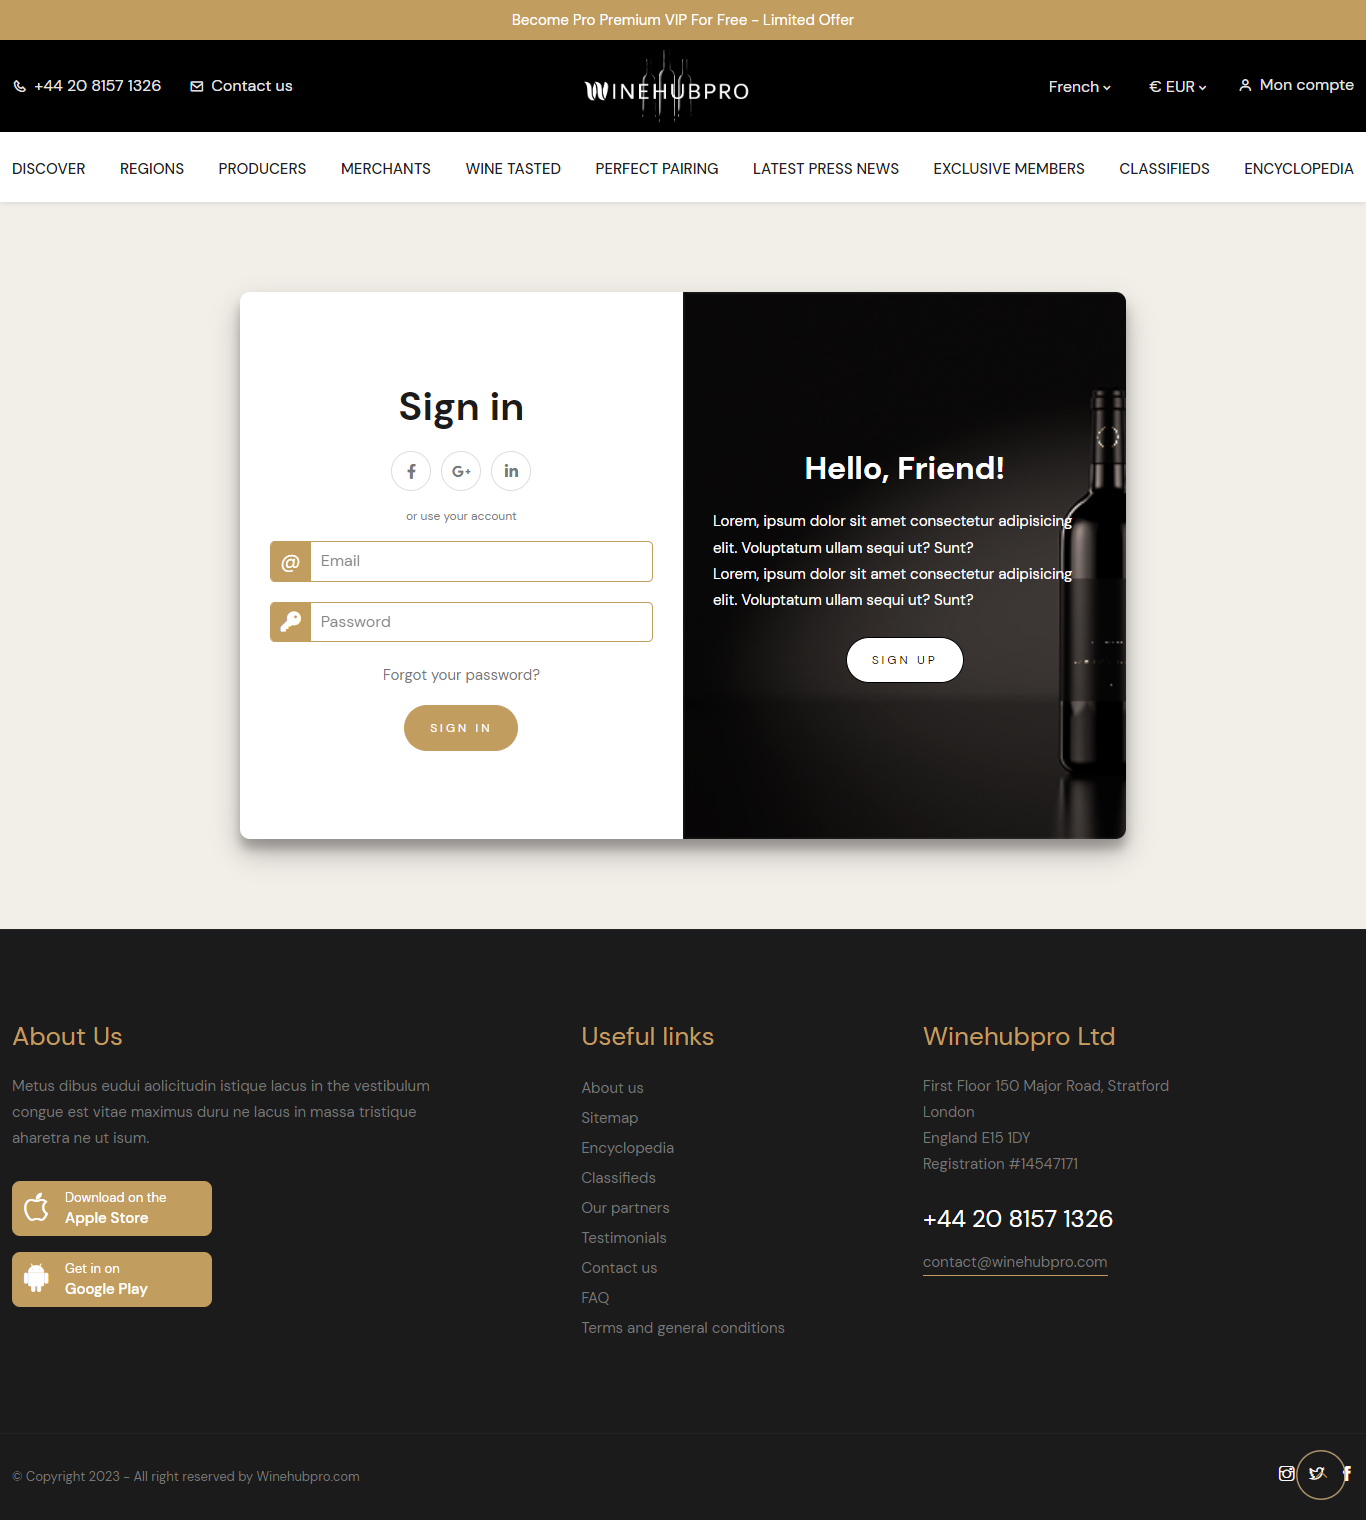 Become Pro Premium VIP For Free - Limited Offer
+44 20 8157 1326
Contact us
WINEHUBPRO
French
€ EUR
Mon compte
DISCOVER
REGIONS
PRODUCERS
MERCHANTS
WINE TASTED
PERFECT PAIRING
LATEST PRESS NEWS
EXCLUSIVE MEMBERS
CLASSIFIEDS
ENCYCLOPEDIA
Sign in
or use your account
@ Email
Password
Forgot your password?
SIGN IN
Hello, Friend!
Lorem, ipsum dolor sit amet consectetur adipisicing
elit. Voluptatum ullam sequi ut? Sunt?
Lorem, ipsum dolor sit amet consectetur adipisicing
elit. Voluptatum ullam sequi ut? Sunt?
SIGN UP
About Us
Metus dibus eudui aolicitudin istique lacus in the vestibulum
congue est vitae maximus duru ne lacus in massa tristique
aharetra ne ut isum.
Download on the
Apple Store
Get in on
Google Play
Useful links
About us
Sitemap
Encyclopedia
Classifieds
Our partners
Testimonials
Contact us
FAQ
Terms and general conditions
Winehubpro Ltd
First Floor 150 Major Road, Stratford
London
England E15 1DY
Registration #14547171
+44 20 8157 1326
contact@winehubpro.com
© Copyright 2023 - All right reserved by Winehubpro.com